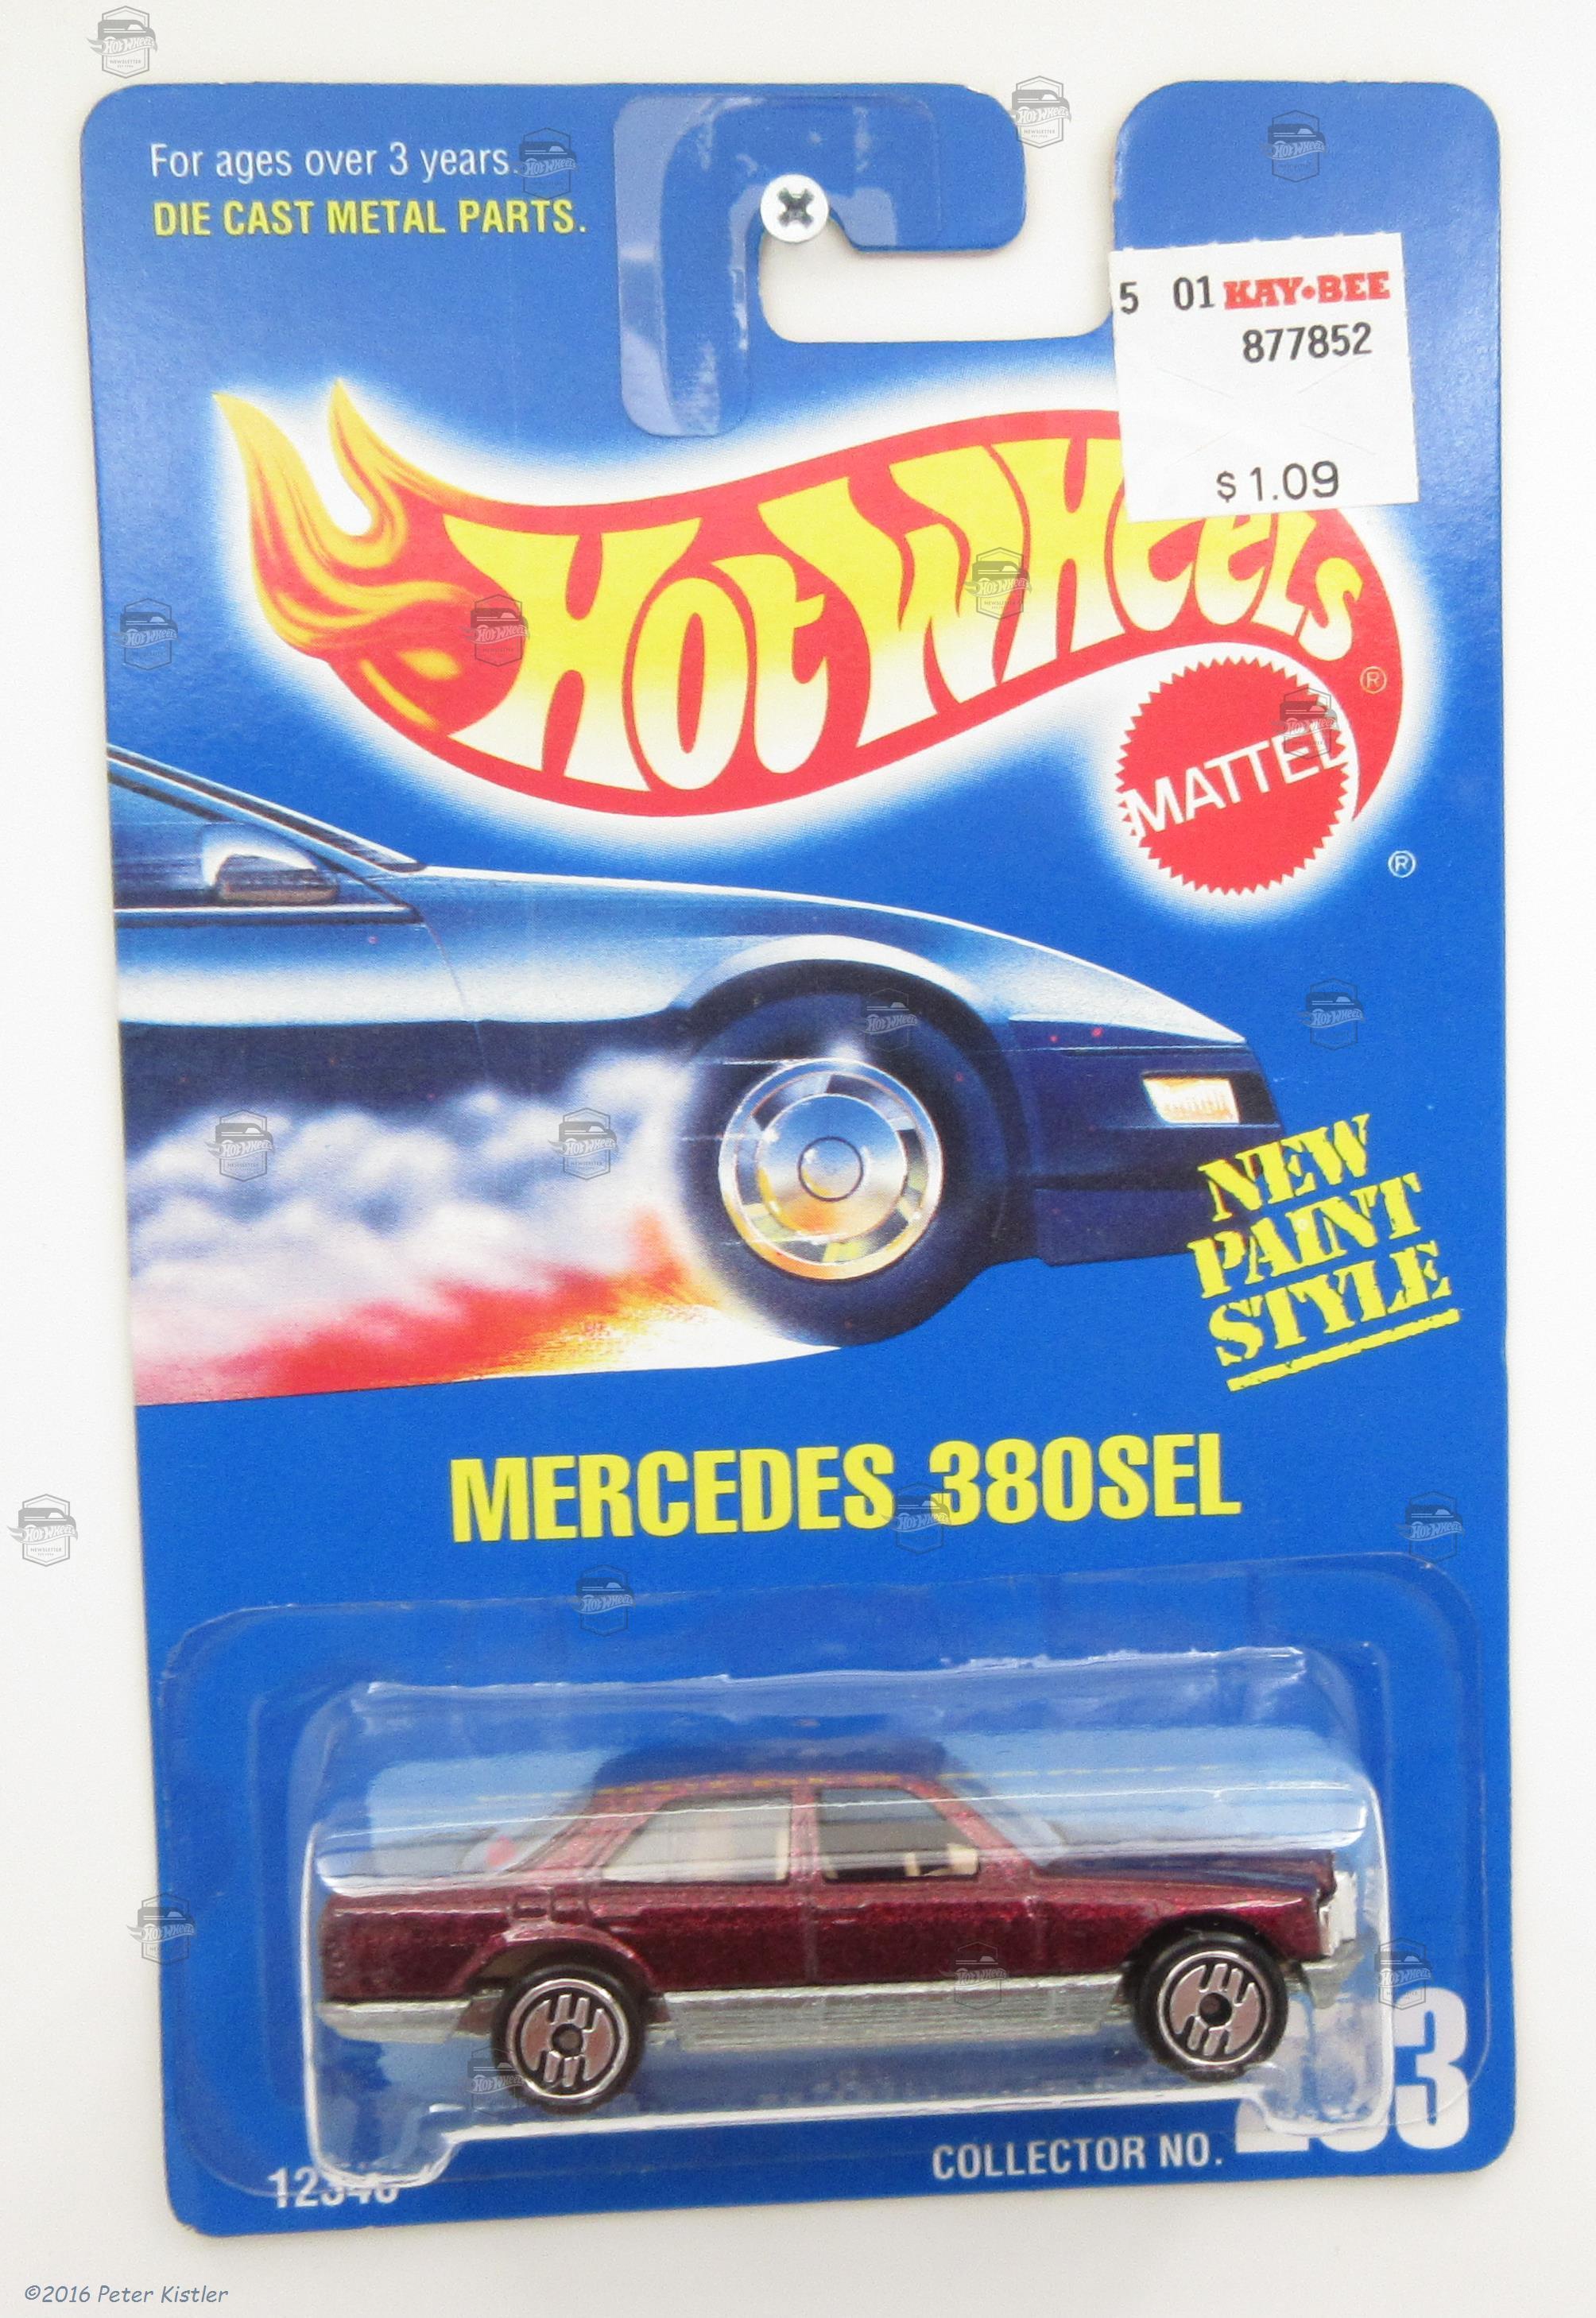 For ages over 3 years.
DIE CAST METAL PARTS.
5 01 KAY•BEE
877852
$1.09
HOT WHEELS
®
MATTEL
®
NEW
PAINT
STYLE
MERCEDES 380SEL
COLLECTOR NO.
©2016 Peter Kistler